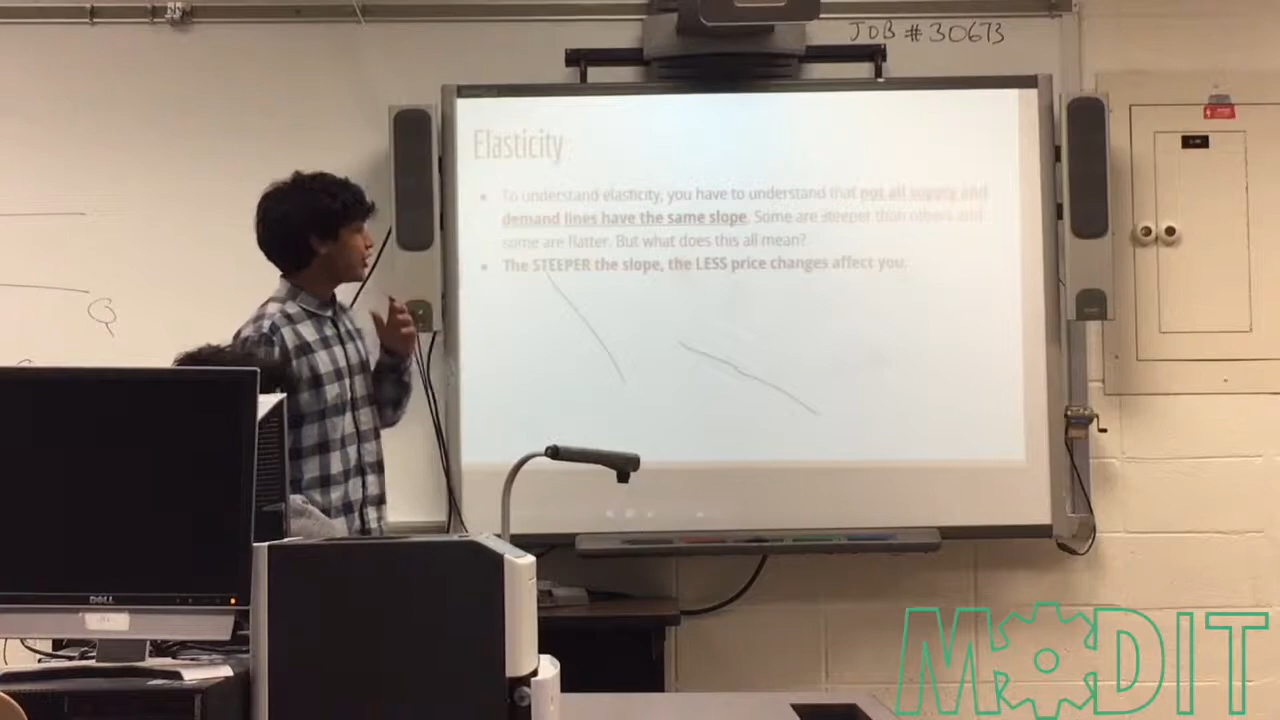 JOB # 30673
Elasticity
To understand elasticity, you have to understand that not all supply and
demand lines have the same slope. Some are steeper than others and
some are flatter. But what does this all mean?
The STEEPER the slope, the LESS price changes affect you.
Q
DELL
MODIT